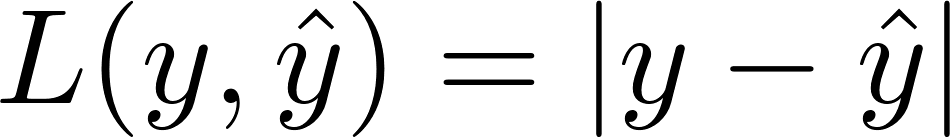 L(y, ŷ) = |y − ŷ|